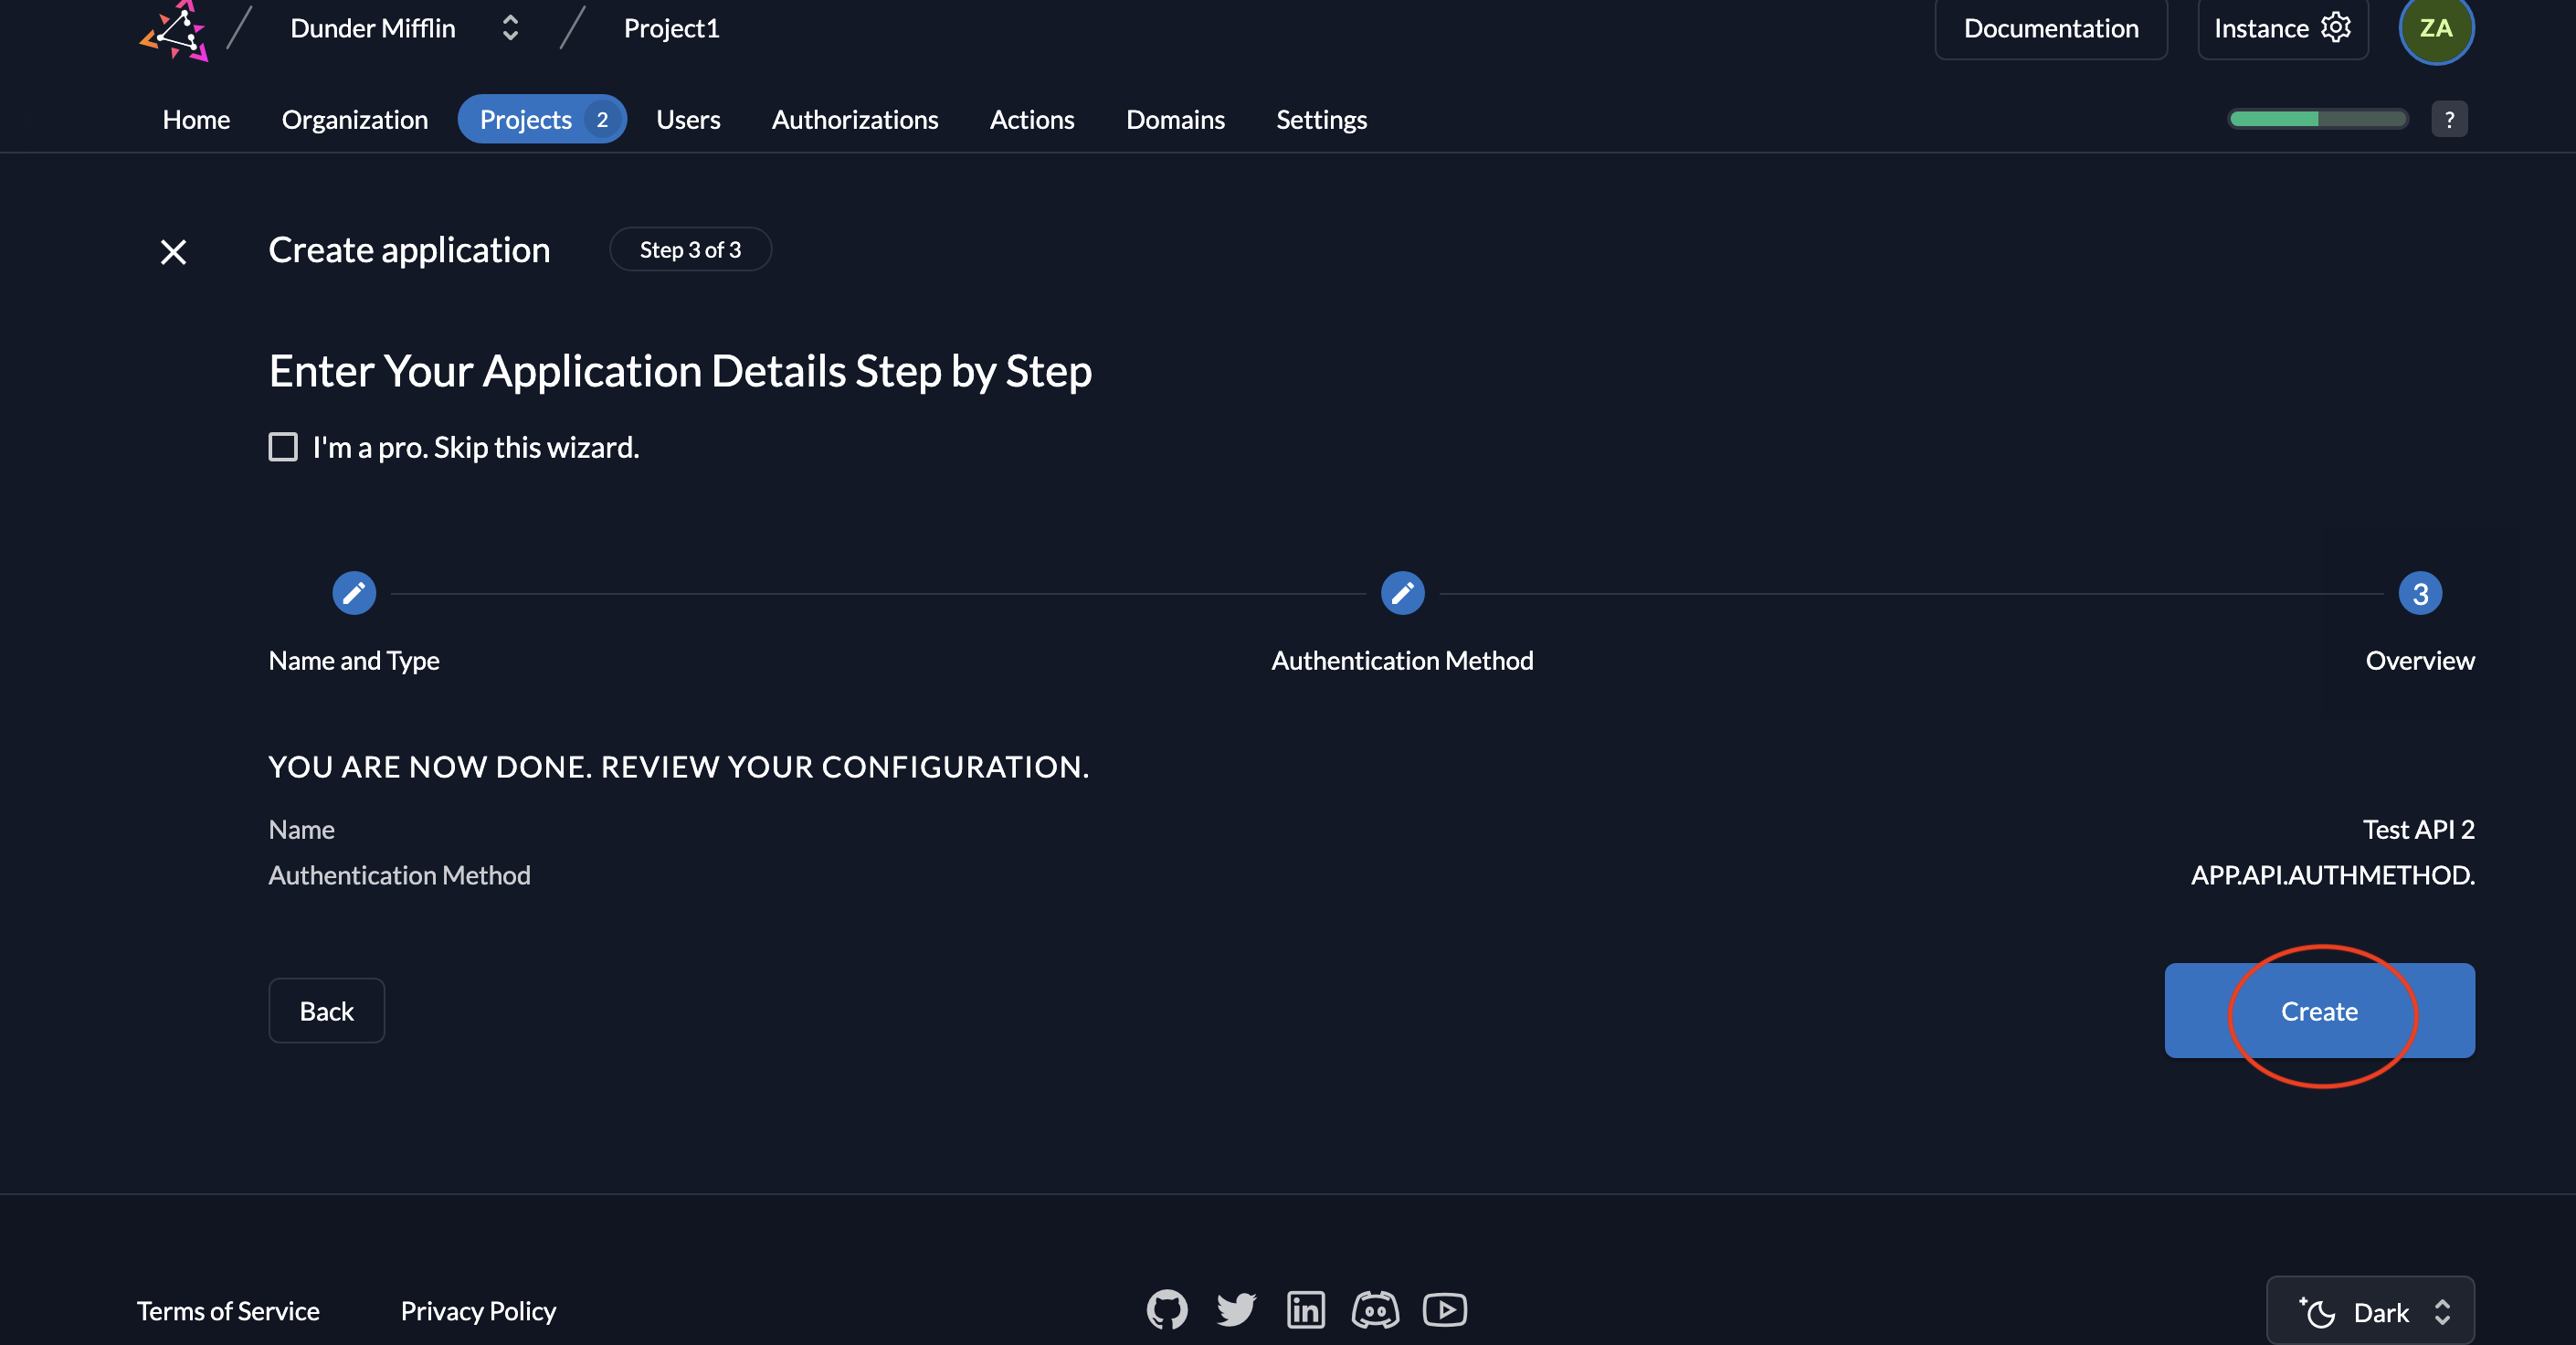 Dunder Mifflin
Project1
Documentation
Instance
ZA
Home
Organization
Projects 2
Users
Authorizations
Actions
Domains
Settings
?
Create application
Step 3 of 3
Enter Your Application Details Step by Step
I'm a pro. Skip this wizard.
3
Name and Type
Authentication Method
Overview
YOU ARE NOW DONE. REVIEW YOUR CONFIGURATION.
Name
Test API 2
Authentication Method
APP.API.AUTHMETHOD.
Back
Create
Terms of Service
Privacy Policy
in
Dark